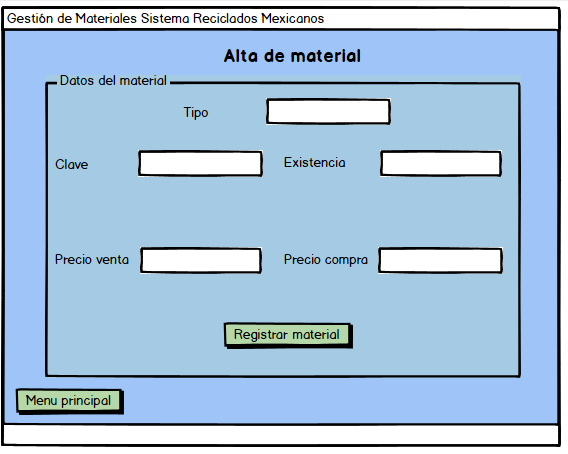 Gestión de Materiales Sistema Reciclados Mexicanos
Alta de material
Datos del material
Tipo
Clave
Existencia
Precio venta
Precio compra
Registrar material
Menu principal